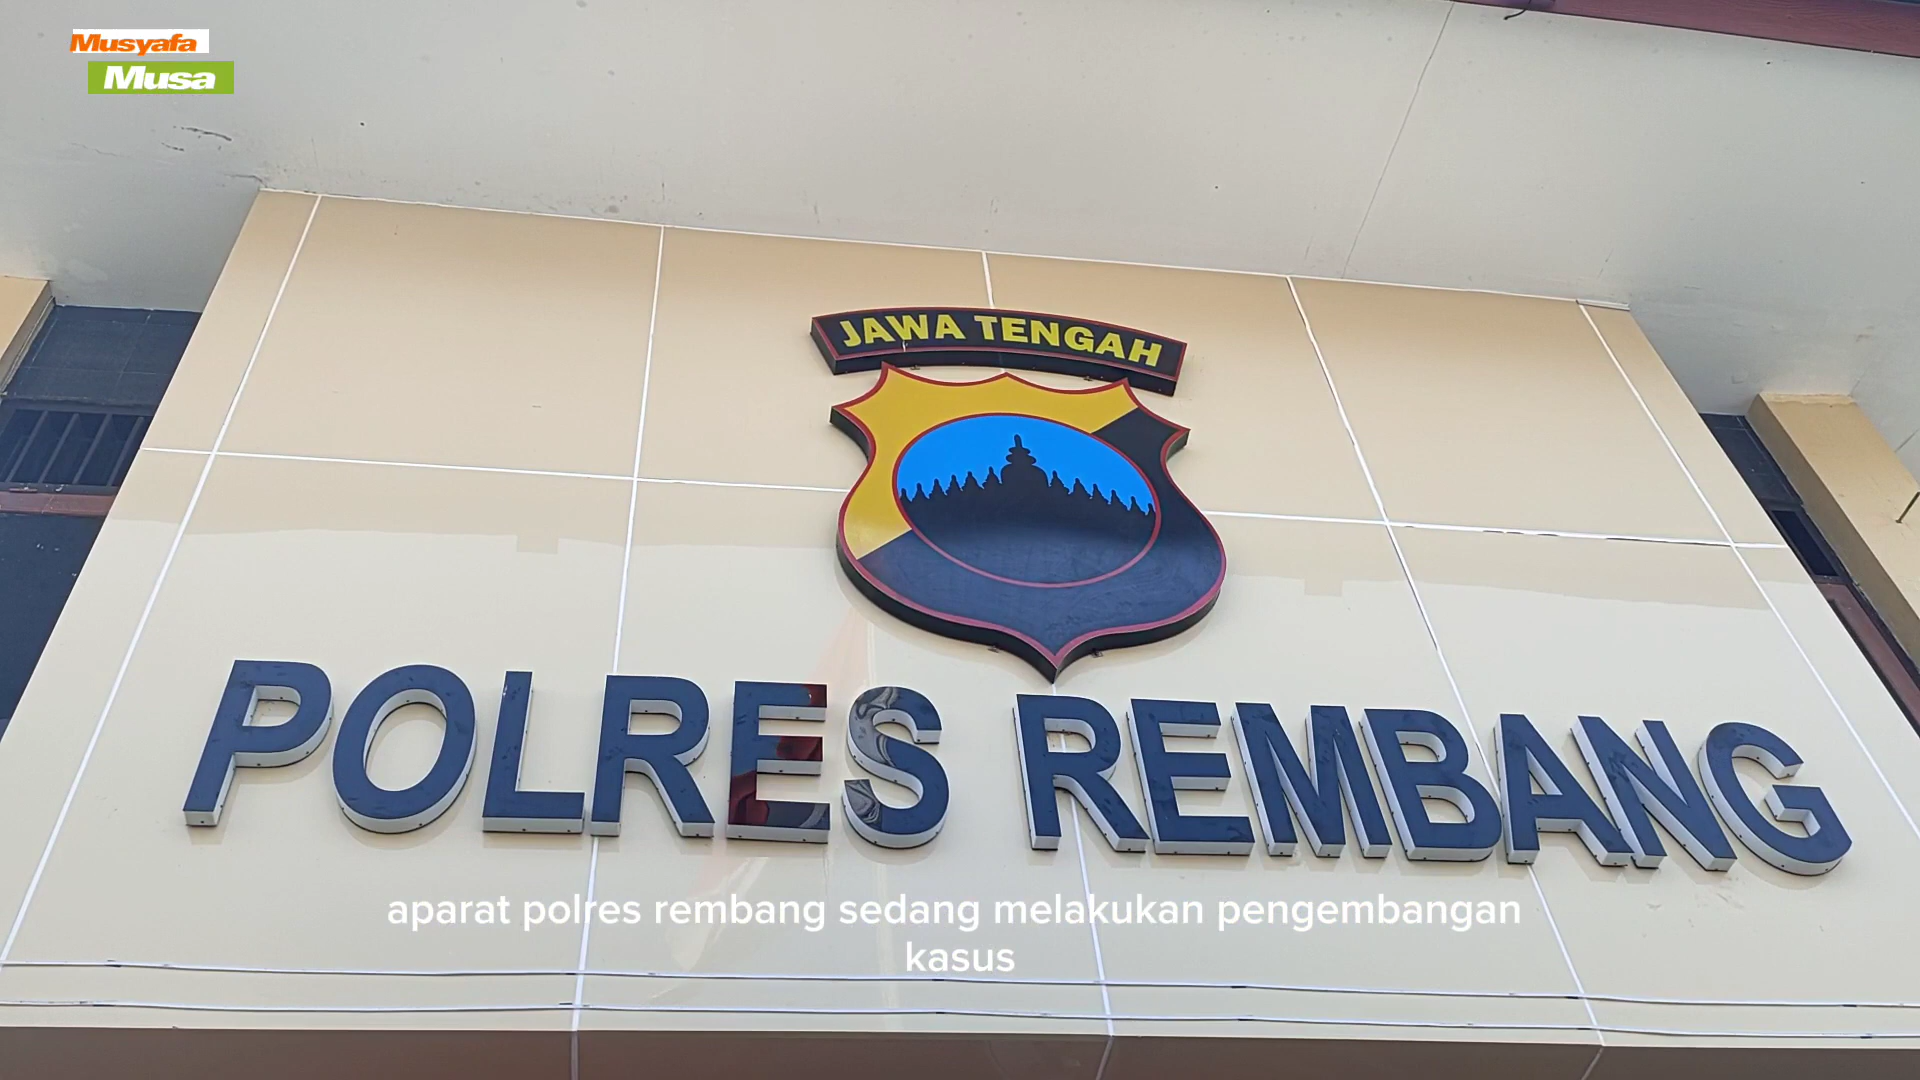 Musyafa
Musa
JAWA TENGAH
POLRES REMBANG
aparat polres rembang sedang melakukan pengembangan
kasus